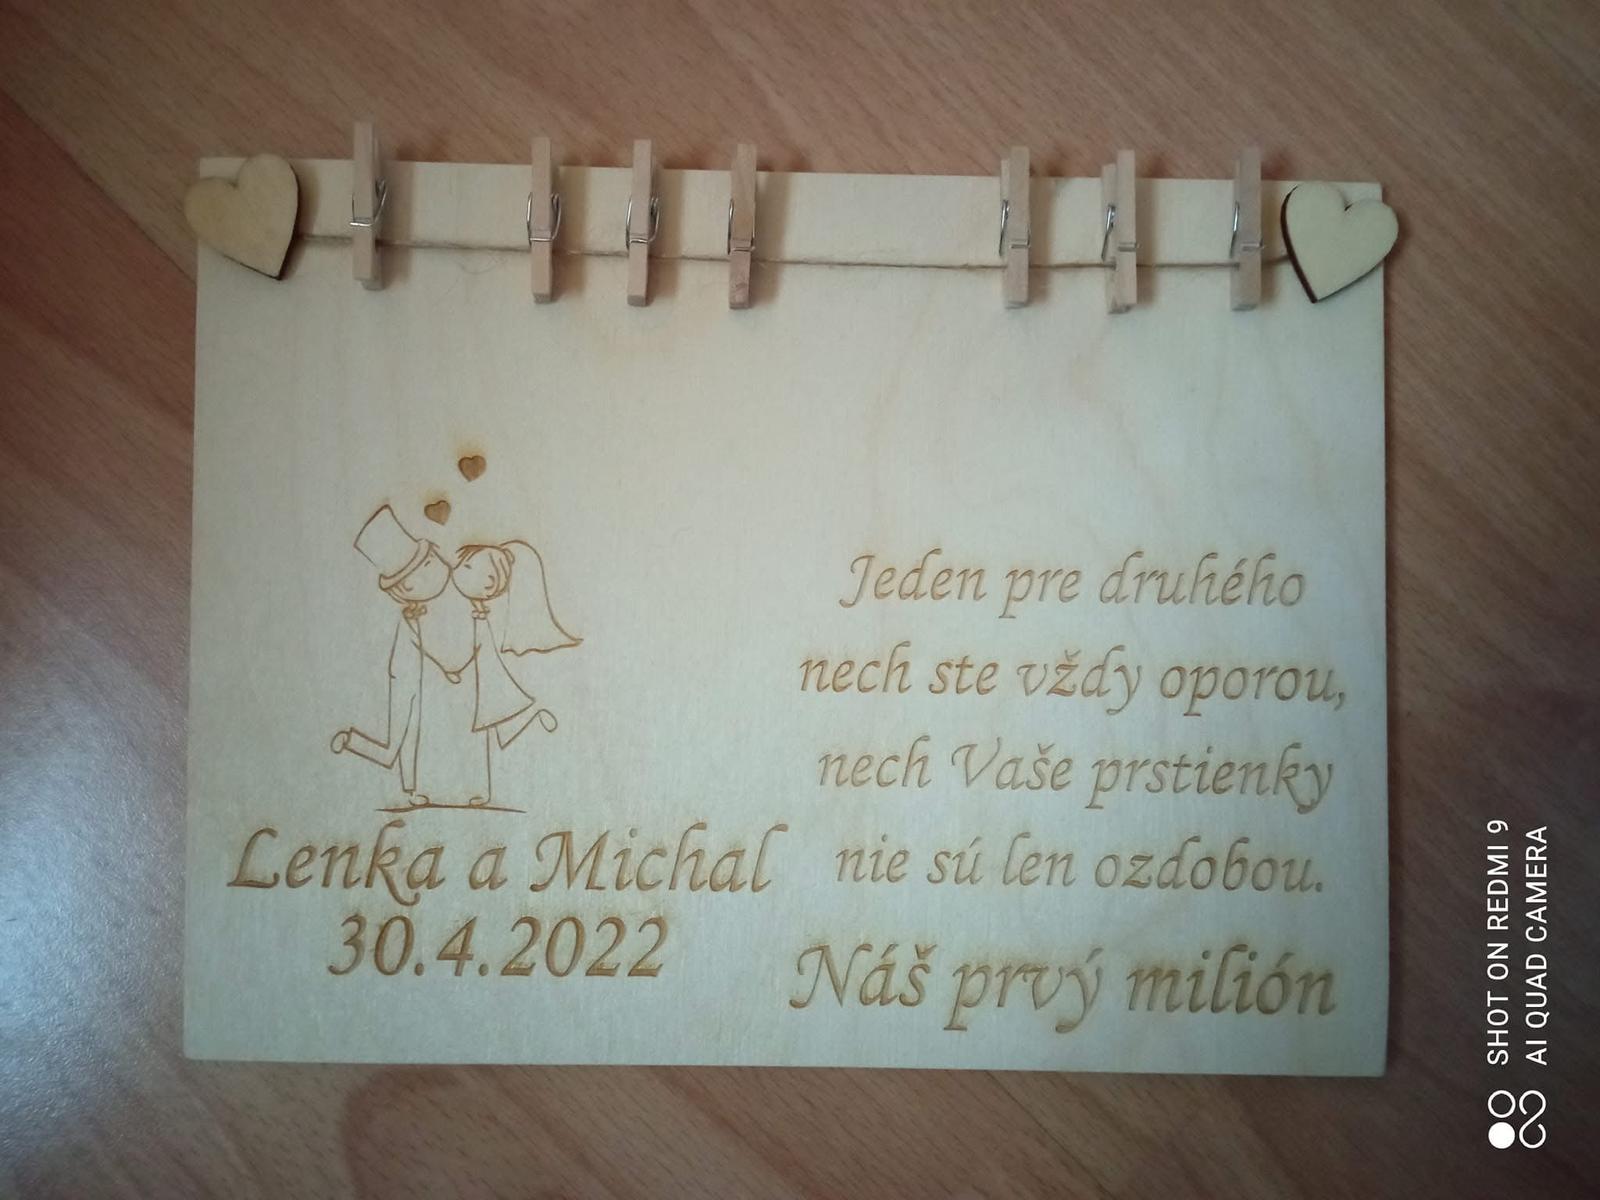 Lenka a Michal
30.4.2022
Jeden pre druhého
nech ste vždy oporou,
nech Vaše prstienky
nie sú len ozdobou.
Náš prvý milión
SHOT ON REDMI 9
AI QUAD CAMERA